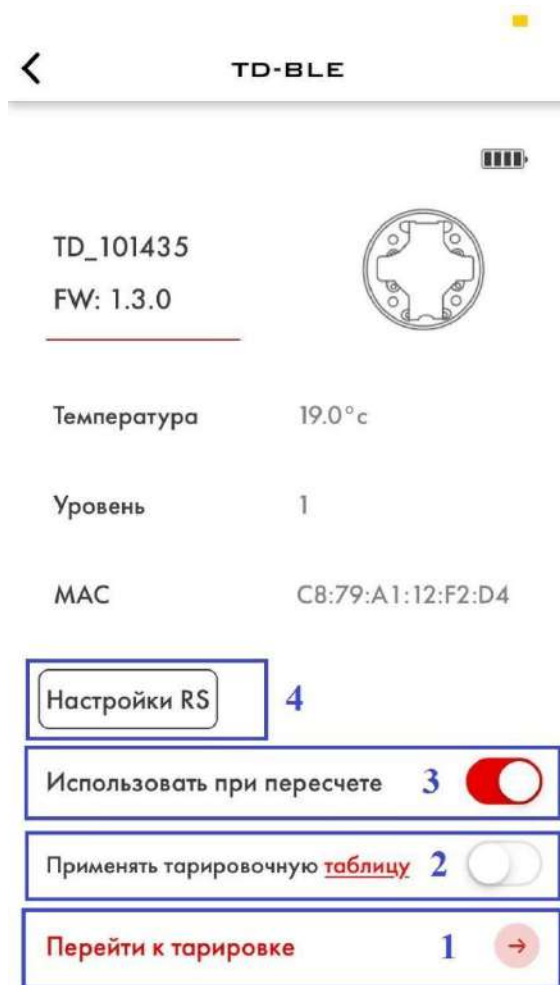 TD-BLE
TD_101435
FW: 1.3.0
Температура 19.0°c
Уровень 1
MAC C8:79:A1:12:F2:D4
Настройки RS 4
Использовать при пересчете 3
Применять тарировочную таблицу 2
Перейти к тарировке 1